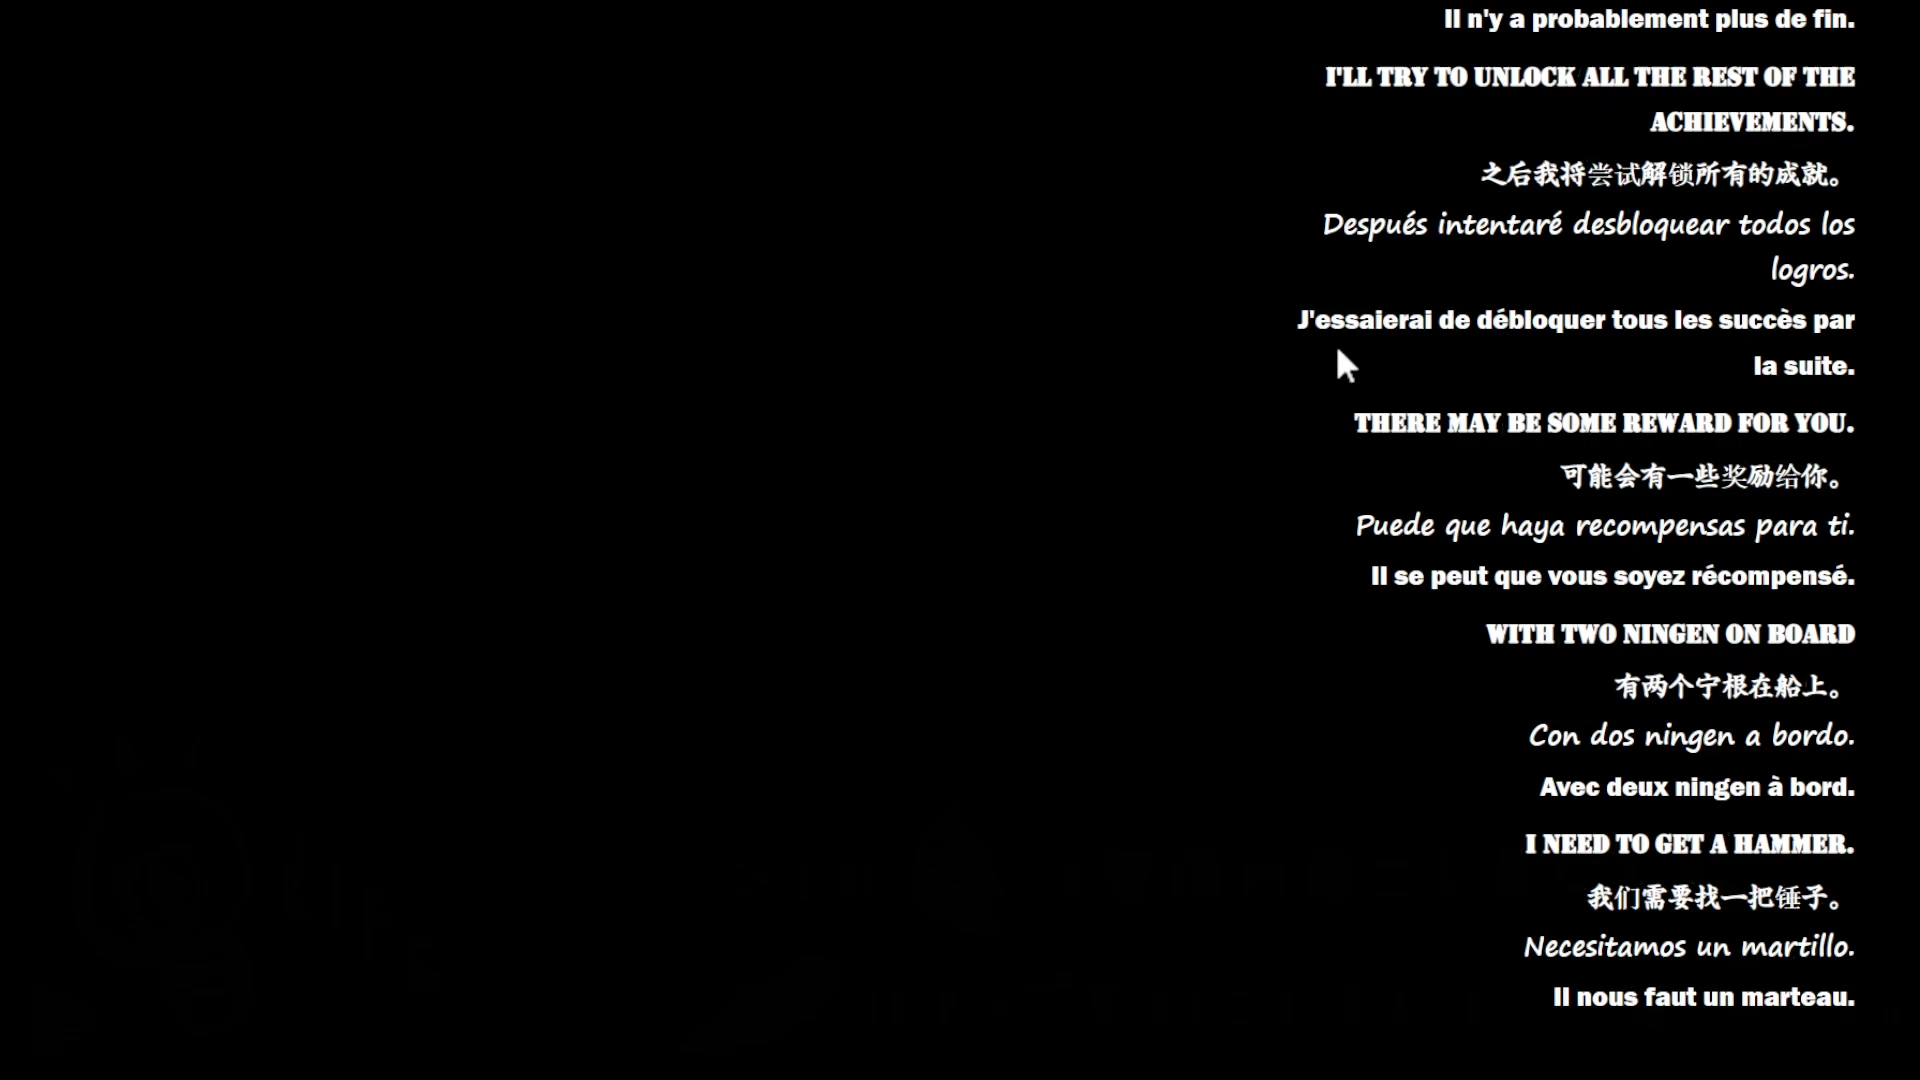 Il n'y a probablement plus de fin.
I'LL TRY TO UNLOCK ALL THE REST OF THE
ACHIEVEMENTS.
之后我将尝试解锁所有的成就。
Después intentaré desbloquear todos los
logros.
J'essaierai de débloquer tous les succès par
la suite.
THERE MAY BE SOME REWARD FOR YOU.
可能会有一些奖励给你。
Puede que haya recompensas para ti.
Il se peut que vous soyez récompensé.
WITH TWO NINGEN ON BOARD
有两个宁根在船上。
Con dos ningen a bordo.
Avec deux ningen à bord.
I NEED TO GET A HAMMER.
我们需要找一把锤子。
Necesitamos un martillo.
Il nous faut un marteau.